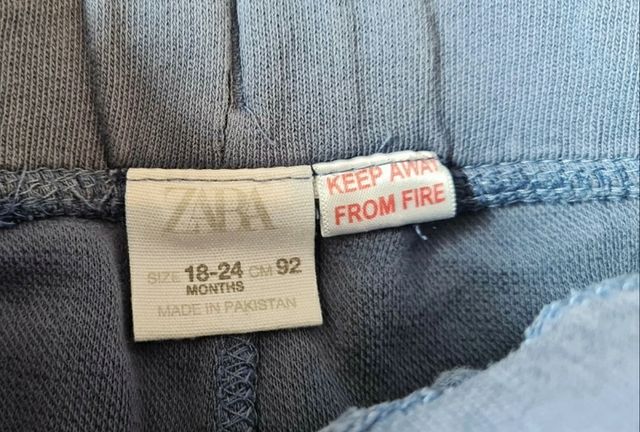 ZARA
SIZE 18-24 CM 92
MONTHS
MADE IN PAKISTAN
KEEP AWAY
FROM FIRE